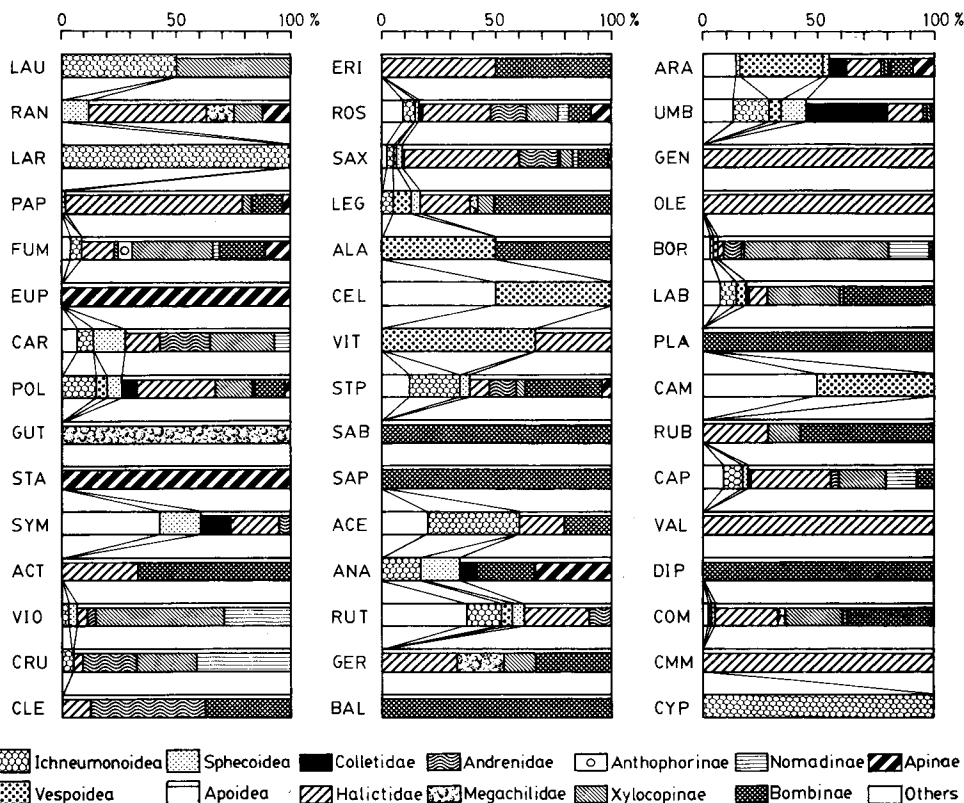 0 50 100 %
0 50 100 %
0 50 100 %
LAU
RAN
LAR
PAP
FUM
EUP
CAR
POL
GUT
STA
SYM
ACT
VIO
CRU
CLE
ERI
ROS
SAX
LEG
ALA
CEL
VIT
STP
SAB
SAP
ACE
ANA
RUT
GER
BAL
ARA
UMB
GEN
OLE
BOR
LAB
PLA
CAM
RUB
CAP
VAL
DIP
COM
CMM
CYP
Ichneumonoidea Sphecoidea Colletidae Andrenidae Anthophorinae Nomadinae Apinae
Vespoidea Apoidea Halictidae Megachilidae Xylocopinae Bombinae Others